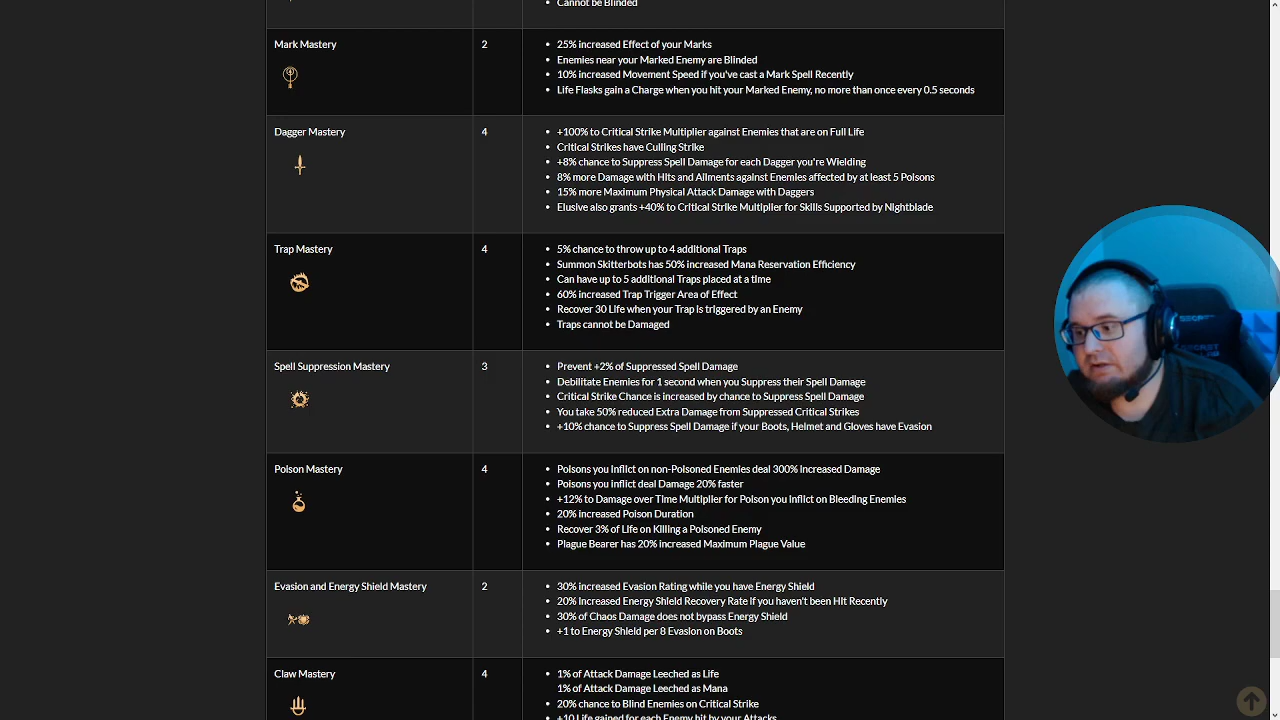 Cannot be Blinded
Mark Mastery
2
25% increased Effect of your Marks
Enemies near your Marked Enemy are Blinded
10% increased Movement Speed if you've cast a Mark Spell Recently
Life Flasks gain a Charge when you hit your Marked Enemy, no more than once every 0.5 seconds
Dagger Mastery
4
+100% to Critical Strike Multiplier against Enemies that are on Full Life
Critical Strikes have Culling Strike
+8% chance to Suppress Spell Damage for each Dagger you're Wielding
8% more Damage with Hits and Ailments against Enemies affected by at least 5 Poisons
15% more Maximum Physical Attack Damage with Daggers
Elusive also grants +40% to Critical Strike Multiplier for Skills Supported by Nightblade
Trap Mastery
4
5% chance to throw up to 4 additional Traps
Summon Skitterbots has 50% increased Mana Reservation Efficiency
Can have up to 5 additional Traps placed at a time
60% increased Trap Trigger Area of Effect
Recover 30 Life when your Trap is triggered by an Enemy
Traps cannot be Damaged
Spell Suppression Mastery
3
Prevent +2% of Suppressed Spell Damage
Debilitate Enemies for 1 second when you Suppress their Spell Damage
Critical Strike Chance is increased by chance to Suppress Spell Damage
You take 50% reduced Extra Damage from Suppressed Critical Strikes
+10% chance to Suppress Spell Damage if your Boots, Helmet and Gloves have Evasion
Poison Mastery
4
Poisons you inflict on non-Poisoned Enemies deal 300% increased Damage
Poisons you inflict deal Damage 20% faster
+12% to Damage over Time Multiplier for Poison you inflict on Bleeding Enemies
20% increased Poison Duration
Recover 3% of Life on Killing a Poisoned Enemy
Plague Bearer has 20% increased Maximum Plague Value
Evasion and Energy Shield Mastery
2
30% increased Evasion Rating while you have Energy Shield
20% increased Energy Shield Recovery Rate if you haven't been Hit Recently
30% of Chaos Damage does not bypass Energy Shield
+1 to Energy Shield per 8 Evasion on Boots
Claw Mastery
4
1% of Attack Damage Leeched as Life
1% of Attack Damage Leeched as Mana
20% chance to Blind Enemies on Critical Strike
+10 Life gained for each Enemy hit by your Attacks